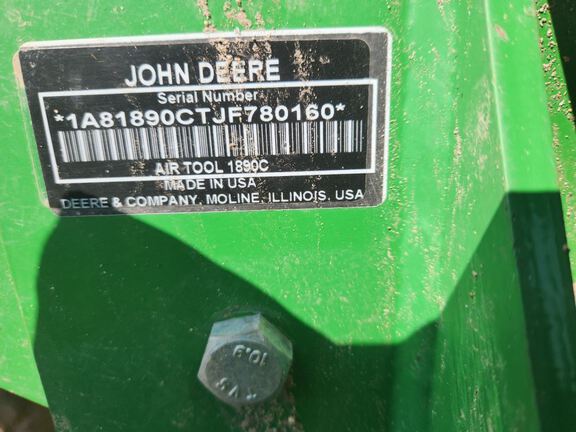 JOHN DEERE
Serial Number
*1A81890CTJF780160*
AIR TOOL 1890C
MADE IN USA
DEERE & COMPANY, MOLINE, ILLINOIS, USA
10.9